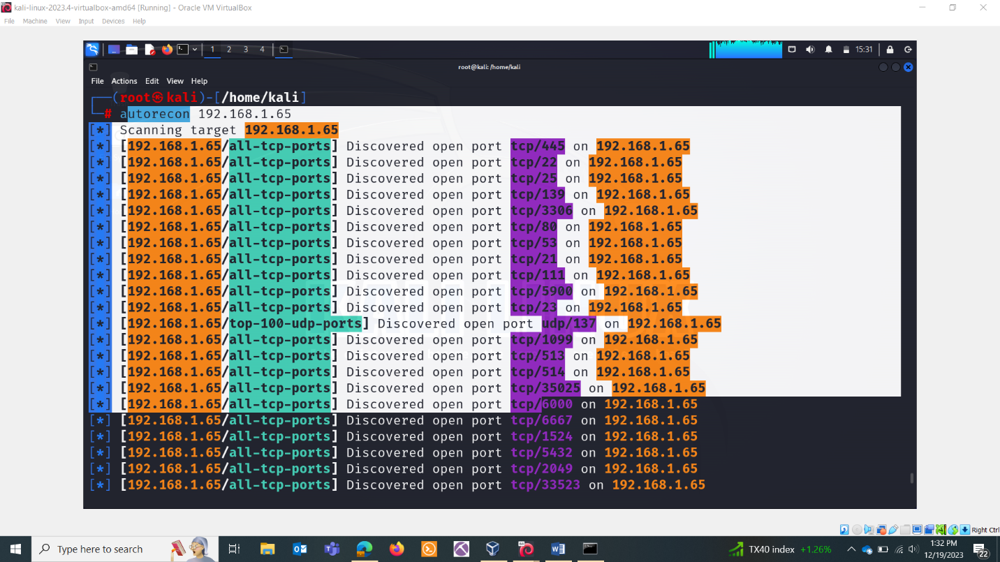 kali-linux-2023.4-virtualbox-amd64 [Running] - Oracle VM VirtualBox
File Machine View Input Devices Help
1 2 3 4 15:31
root@kali: /home/kali
File Actions Edit View Help
(root㉿kali)-[/home/kali]
# autorecon 192.168.1.65
[*] Scanning target 192.168.1.65
[*] [192.168.1.65/all-tcp-ports] Discovered open port tcp/445 on 192.168.1.65
[*] [192.168.1.65/all-tcp-ports] Discovered open port tcp/22 on 192.168.1.65
[*] [192.168.1.65/all-tcp-ports] Discovered open port tcp/25 on 192.168.1.65
[*] [192.168.1.65/all-tcp-ports] Discovered open port tcp/139 on 192.168.1.65
[*] [192.168.1.65/all-tcp-ports] Discovered open port tcp/3306 on 192.168.1.65
[*] [192.168.1.65/all-tcp-ports] Discovered open port tcp/80 on 192.168.1.65
[*] [192.168.1.65/all-tcp-ports] Discovered open port tcp/53 on 192.168.1.65
[*] [192.168.1.65/all-tcp-ports] Discovered open port tcp/21 on 192.168.1.65
[*] [192.168.1.65/all-tcp-ports] Discovered open port tcp/111 on 192.168.1.65
[*] [192.168.1.65/all-tcp-ports] Discovered open port tcp/5900 on 192.168.1.65
[*] [192.168.1.65/all-tcp-ports] Discovered open port tcp/23 on 192.168.1.65
[*] [192.168.1.65/top-100-udp-ports] Discovered open port udp/137 on 192.168.1.65
[*] [192.168.1.65/all-tcp-ports] Discovered open port tcp/1099 on 192.168.1.65
[*] [192.168.1.65/all-tcp-ports] Discovered open port tcp/513 on 192.168.1.65
[*] [192.168.1.65/all-tcp-ports] Discovered open port tcp/514 on 192.168.1.65
[*] [192.168.1.65/all-tcp-ports] Discovered open port tcp/35025 on 192.168.1.65
[*] [192.168.1.65/all-tcp-ports] Discovered open port tcp/6000 on 192.168.1.65
[*] [192.168.1.65/all-tcp-ports] Discovered open port tcp/6667 on 192.168.1.65
[*] [192.168.1.65/all-tcp-ports] Discovered open port tcp/1524 on 192.168.1.65
[*] [192.168.1.65/all-tcp-ports] Discovered open port tcp/5432 on 192.168.1.65
[*] [192.168.1.65/all-tcp-ports] Discovered open port tcp/2049 on 192.168.1.65
[*] [192.168.1.65/all-tcp-ports] Discovered open port tcp/33523 on 192.168.1.65
Right Ctrl
Type here to search
TX40 index +1.26%
1:32 PM
12/19/2023
22